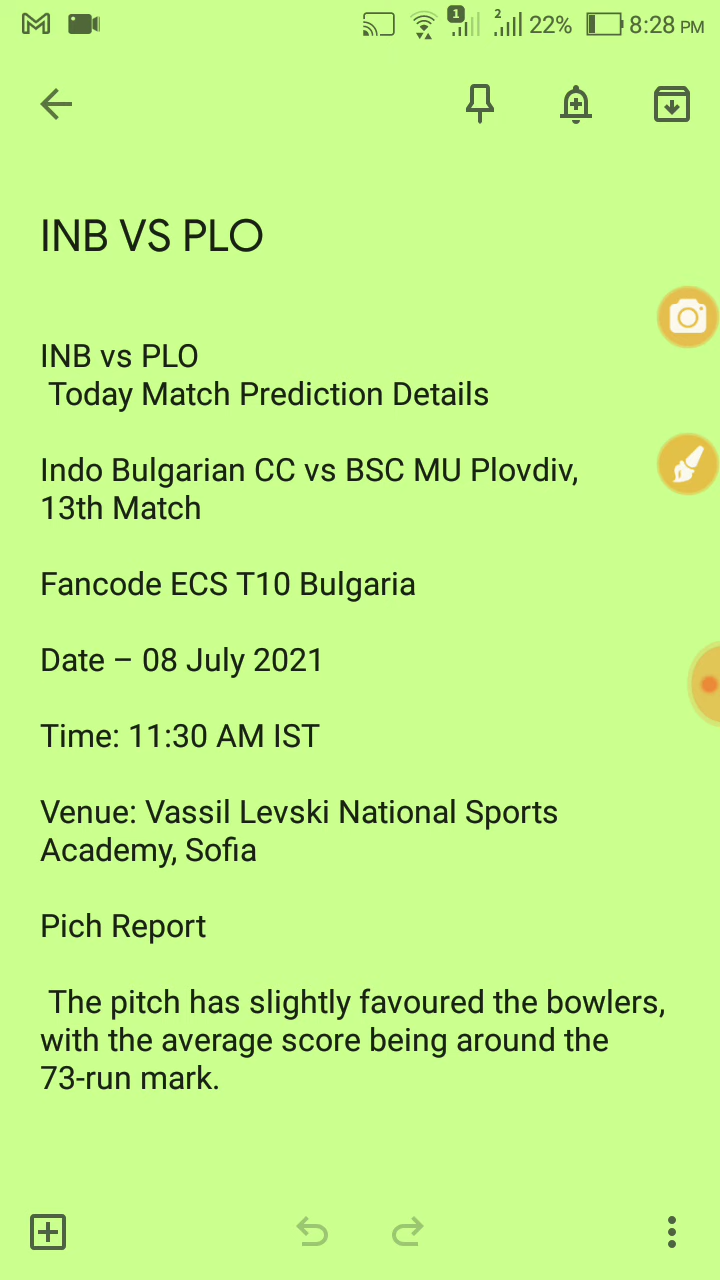 1 2 22% 8:28 PM
INB VS PLO
INB vs PLO
Today Match Prediction Details
Indo Bulgarian CC vs BSC MU Plovdiv,
13th Match
Fancode ECS T10 Bulgaria
Date – 08 July 2021
Time: 11:30 AM IST
Venue: Vassil Levski National Sports
Academy, Sofia
Pich Report
The pitch has slightly favoured the bowlers,
with the average score being around the
73-run mark.